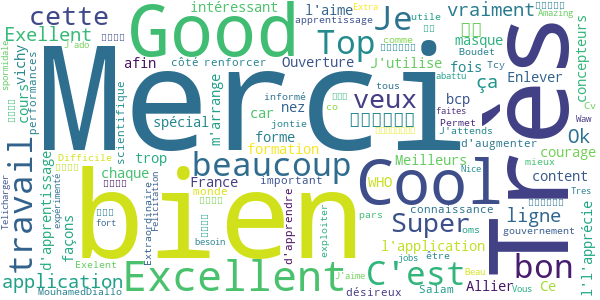 cette
Good
intéressant
l'aime
Je
vraiment
apprentissage
Extra
utile
Amazing
Exellent
J'ado
Top
comme
masque
Boudet
concepteurs
Merci
afin
côté
renforcer
Ouverture
J'utilise
fois
Enlever
Très
spormidale
cours
vichy
performances
scientifique
spécial
m'arrange
nez
informé
tous
veux
abattu
Tcy
ça
bcp
car
jontie
co
forme
faites
Permet
J'attends
d'augmenter
Cv
Waw
Ok
travail
Difficile
trop
formation
Meilleurs
mieux
courage
d'apprentissage
chaque
beaucoup
Cool
Nice
content
Tres
bien
France
important
WHO
monde
connaissance
Telicharger
expérimente
façons
fort
Extraordinaire
Félicitation
besoin
d'apprendre
exploiter
pars
Super
oms
ligne
gouvernement
l'l'apprécie
l'application
application
Exelent
Excellent
J'aime
C'est
jobs
être
Beau
bon
MouhamedDiallo
désireux
Salam
Allier
Vous
Ce